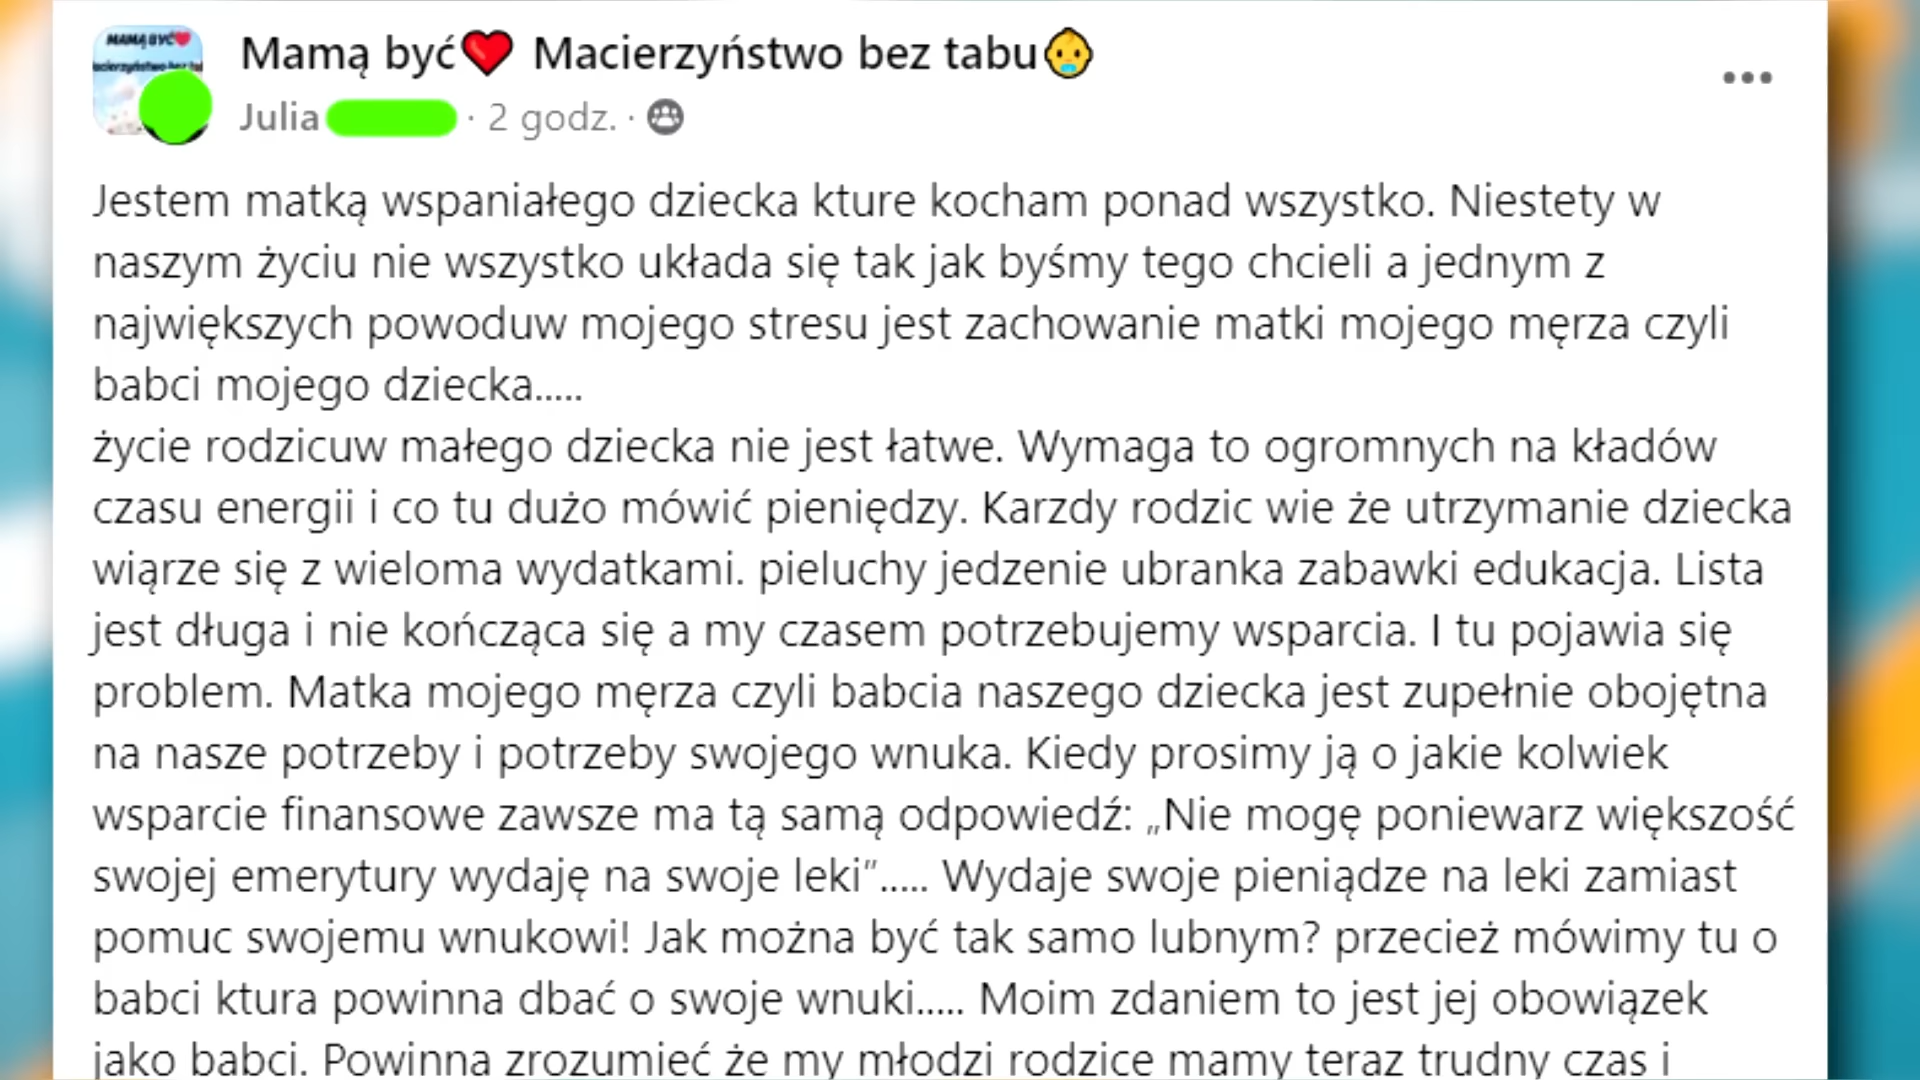 MAMĄ BYĆ❤
Mamą być❤️ Macierzyństwo bez tabu👶
Julia · 2 godz. ·
Jestem matką wspaniałego dziecka kture kocham ponad wszystko. Niestety w
naszym życiu nie wszystko układa się tak jak byśmy tego chcieli a jednym z
największych powoduw mojego stresu jest zachowanie matki mojego męrza czyli
babci mojego dziecka.....
życie rodzicuw małego dziecka nie jest łatwe. Wymaga to ogromnych na kładów
czasu energii i co tu dużo mówić pieniędzy. Karzdy rodzic wie że utrzymanie dziecka
wiąrze się z wieloma wydatkami. pieluchy jedzenie ubranka zabawki edukacja. Lista
jest długa i nie kończąca się a my czasem potrzebujemy wsparcia. I tu pojawia się
problem. Matka mojego męrza czyli babcia naszego dziecka jest zupełnie obojętna
na nasze potrzeby i potrzeby swojego wnuka. Kiedy prosimy ją o jakie kolwiek
wsparcie finansowe zawsze ma tą samą odpowiedź: „Nie mogę poniewarz większość
swojej emerytury wydaję na swoje leki”..... Wydaje swoje pieniądze na leki zamiast
pomuc swojemu wnukowi! Jak można być tak samo lubnym? przecież mówimy tu o
babci ktura powinna dbać o swoje wnuki..... Moim zdaniem to jest jej obowiązek
jako babci. Powinna zrozumieć że my młodzi rodzice mamy teraz trudny czas i